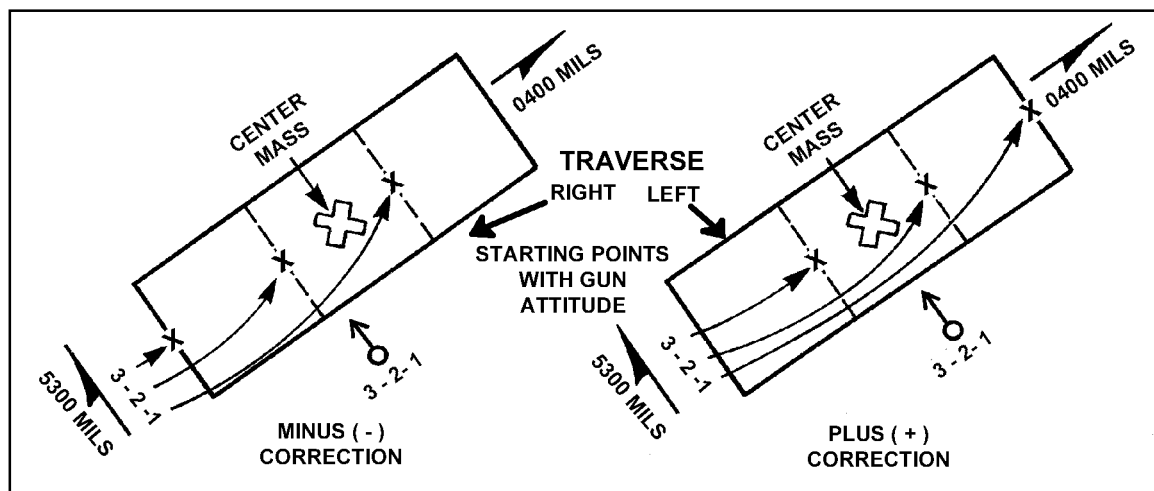 0400 MILS
CENTER
MASS
3 - 2 -1
5300 MILS
3 - 2- 1
MINUS ( - )
CORRECTION
TRAVERSE
RIGHT LEFT
STARTING POINTS
WITH GUN
ATTITUDE
0400 MILS
CENTER
MASS
X
X
X
X
X
X
3 - 2 -1
5300 MILS
3 - 2- 1
PLUS ( + )
CORRECTION